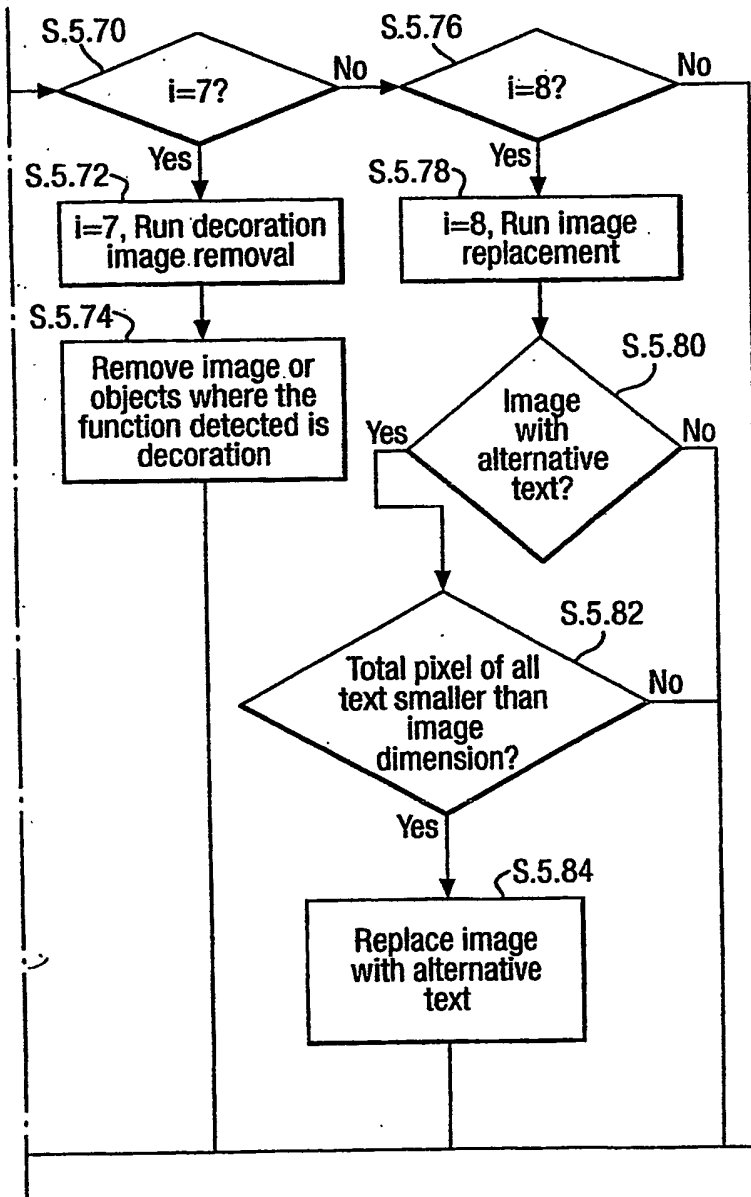 S.5.70
i=7?
No
Yes
S.5.72
i=7, Run decoration
image removal
S.5.74
Remove image or
objects where the
function detected is
decoration
S.5.76
i=8?
No
Yes
S.5.78
i=8, Run image
replacement
S.5.80
Image
with
alternative
text?
Yes
No
S.5.82
Total pixel of all
text smaller than
image
dimension?
No
Yes
S.5.84
Replace image
with alternative
text